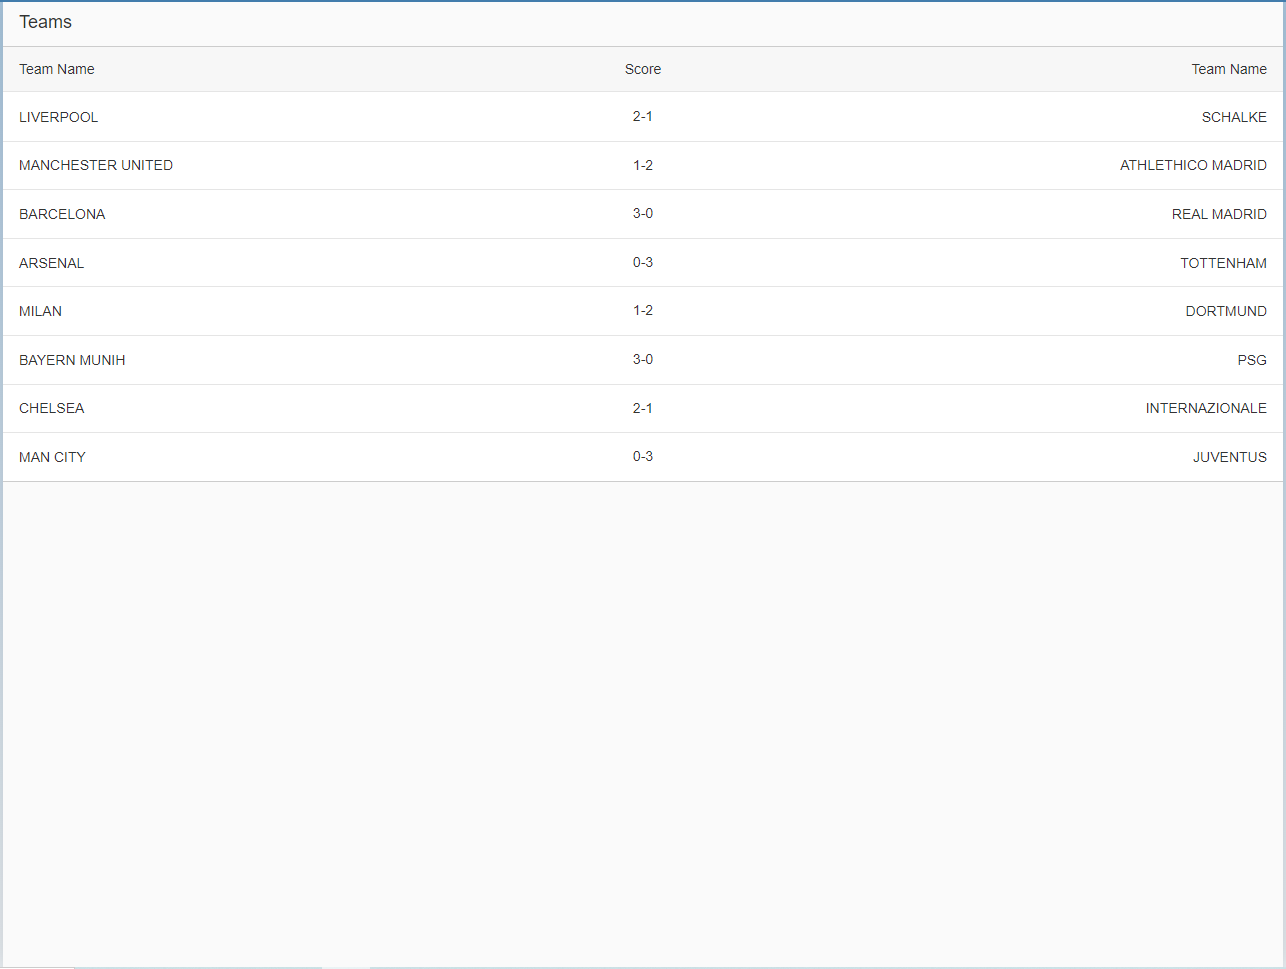 Teams
Team Name Score Team Name
LIVERPOOL 2-1 SCHALKE
MANCHESTER UNITED 1-2 ATHLETHICO MADRID
BARCELONA 3-0 REAL MADRID
ARSENAL 0-3 TOTTENHAM
MILAN 1-2 DORTMUND
BAYERN MUNIH 3-0 PSG
CHELSEA 2-1 INTERNAZIONALE
MAN CITY 0-3 JUVENTUS